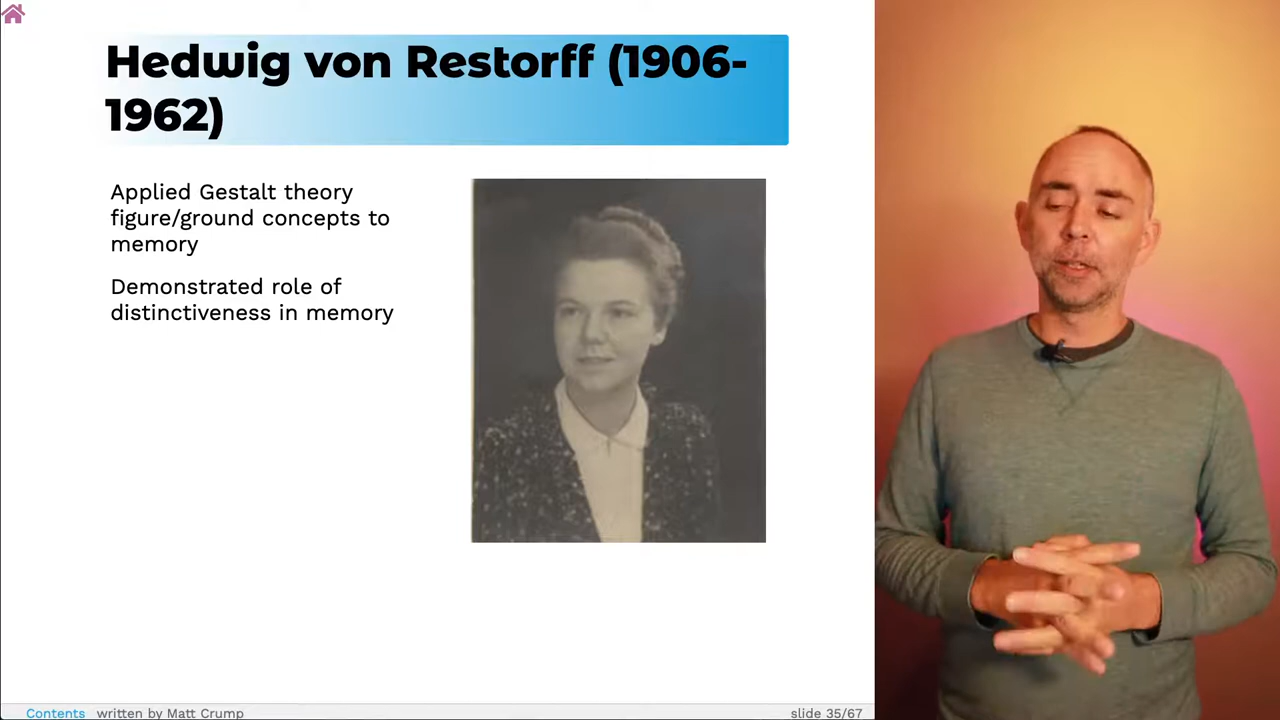 Hedwig von Restorff (1906-
1962)
Applied Gestalt theory
figure/ground concepts to
memory
Demonstrated role of
distinctiveness in memory
Contents written by Matt Crump
slide 35/67